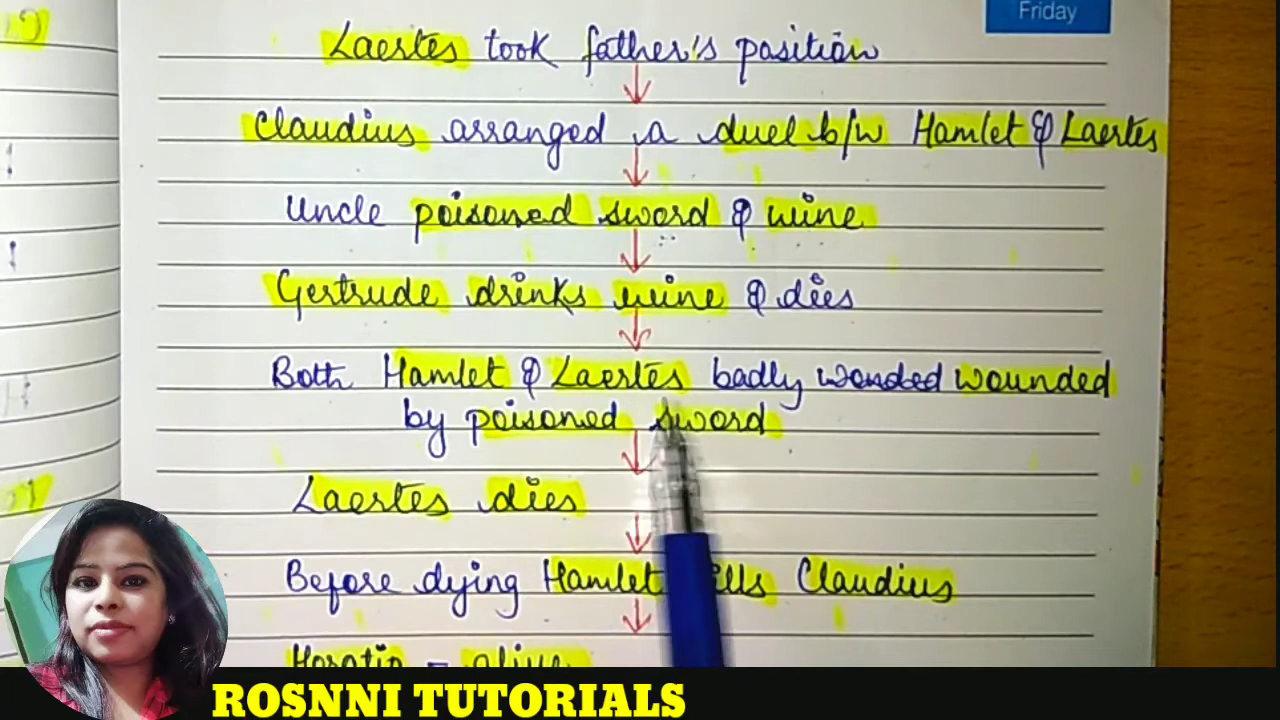 Friday
Laertes took father's position
Claudius arranged a duel b/w Hamlet & Laertes
Uncle poisoned sword & wine
Gertrude drinks wine & dies
Both Hamlet & Laertes badly wonded wounded
by poisoned sword
Laertes dies
Before dying Hamlet kills Claudius
Horatio - alive
ROSNNI TUTORIALS